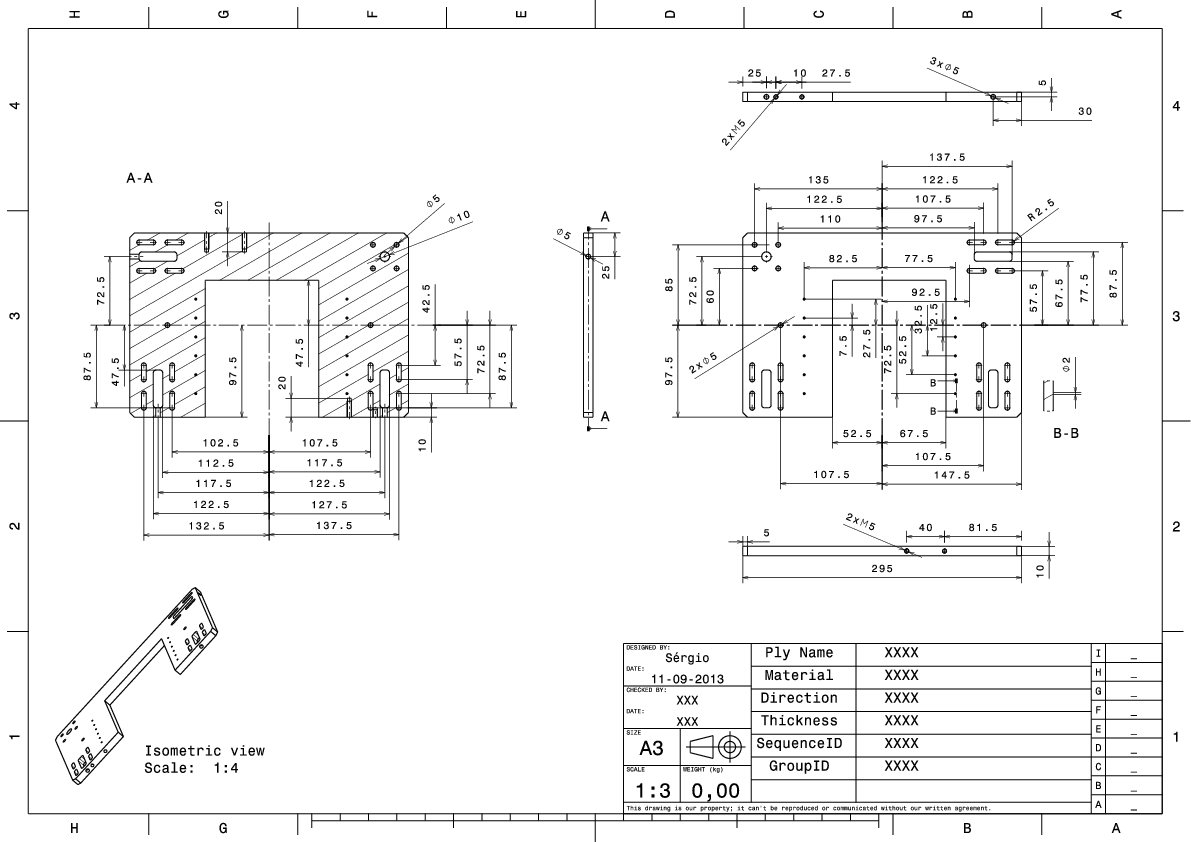 H G F E D C B A
4 4
3 3
2 2
1 1
H G B A
25 10 27.5 3xΦ5 5
2xM5 30
A-A
20 Φ5 Φ10
72.5 87.5 47.5 97.5 47.5 20
42.5 57.5 72.5 87.5 10
102.5 107.5
112.5 117.5
117.5 122.5
122.5 127.5
132.5 137.5
A
Φ5 25
A
137.5
135 122.5
122.5 107.5 R2.5
110 97.5
82.5 77.5
92.5
85 72.5 60 97.5
2xΦ5
7.5 27.5 72.5 52.5 32.5 12.5
57.5 67.5 77.5 87.5
B
B
Φ2
B-B
52.5 67.5
107.5
107.5 147.5
5 2xM5 40 81.5
295 10
Isometric view
Scale: 1:4
DESIGNED BY:
Sérgio
DATE:
11-09-2013
CHECKED BY:
XXX
DATE:
XXX
SIZE
A3
SCALE
1:3
WEIGHT (kg)
0,00
Ply Name XXXX
Material XXXX
Direction XXXX
Thickness XXXX
SequenceID XXXX
GroupID XXXX
I _
H _
G _
F _
E _
D _
C _
B _
A _
This drawing is our property; it can't be reproduced or communicated without our written agreement.